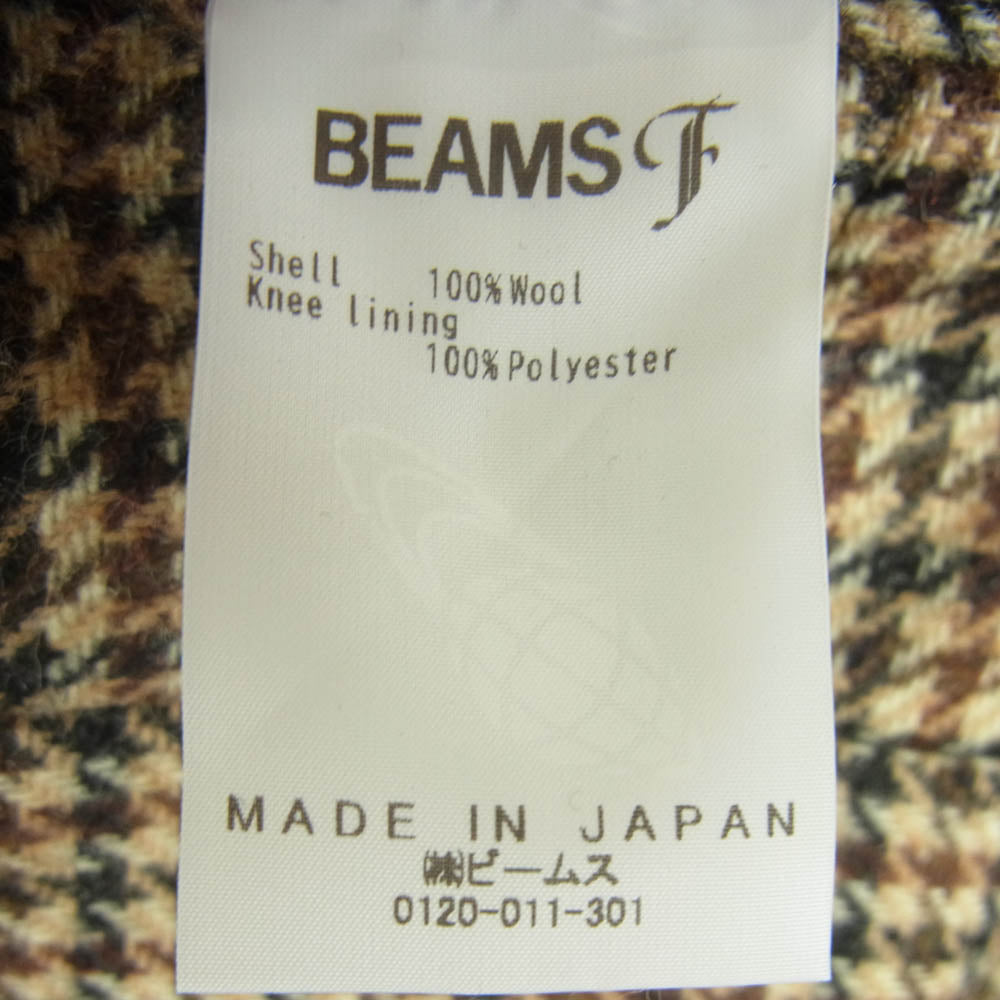 BEAMS F
Shell 100%Wool
Knee lining
100%Polyester
MADE IN JAPAN
㈱ビームス
0120-011-301